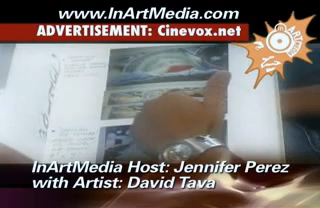 www.InArtMedia.com
ADVERTISEMENT: Cinevox.net
InArtMedia Host: Jennifer Perez
with Artist: David Tava